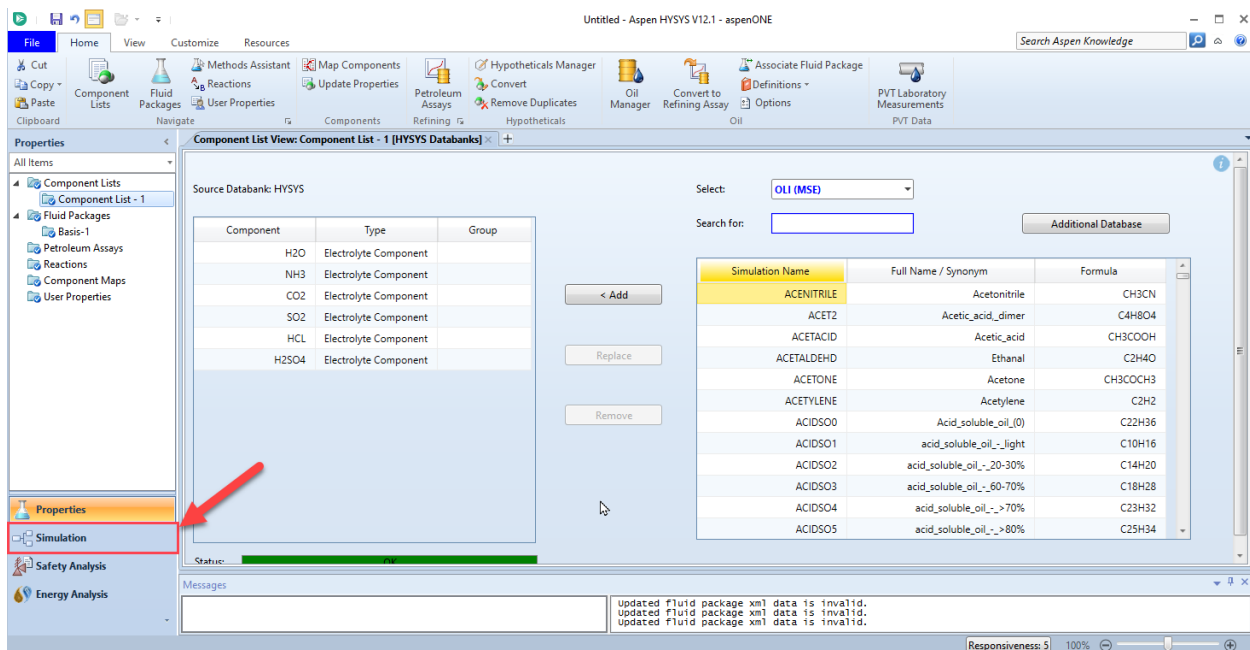 Untitled - Aspen HYSYS V12.1 - aspenONE
File Home View Customize Resources Search Aspen Knowledge
Cut
Copy
Paste
Clipboard
Component Lists
Fluid Packages
Methods Assistant
Reactions
User Properties
Navigate
Map Components
Update Properties
Components
Petroleum Assays
Refining
Hypotheticals Manager
Convert
Remove Duplicates
Hypotheticals
Oil Manager
Convert to Refining Assay
Associate Fluid Package
Definitions
Options
Oil
PVT Laboratory Measurements
PVT Data
Properties
All Items
Component Lists
Component List - 1
Fluid Packages
Basis-1
Petroleum Assays
Reactions
Component Maps
User Properties
Properties
Simulation
Safety Analysis
Energy Analysis
Component List View: Component List - 1 [HYSYS Databanks] +
Source Databank: HYSYS
Component Type Group
H2O Electrolyte Component
NH3 Electrolyte Component
CO2 Electrolyte Component
SO2 Electrolyte Component
HCL Electrolyte Component
H2SO4 Electrolyte Component
< Add
Replace
Remove
Select: OLI (MSE)
Search for: Additional Database
Simulation Name Full Name / Synonym Formula
ACENITRILE Acetonitrile CH3CN
ACET2 Acetic_acid,_dimer C4H8O4
ACETACID Acetic_acid CH3COOH
ACETALDEHD Ethanal C2H4O
ACETONE Acetone CH3COCH3
ACETYLENE Acetylene C2H2
ACIDSO0 Acid_soluble_oil_(0) C22H36
ACIDSO1 acid_soluble_oil_-_light C10H16
ACIDSO2 acid_soluble_oil_-_20-30% C14H20
ACIDSO3 acid_soluble_oil_-_60-70% C18H28
ACIDSO4 acid_soluble_oil_-_>70% C23H32
ACIDSO5 acid_soluble_oil_-_>80% C25H34
Status: OK
Messages
Updated fluid package xml data is invalid.
Updated fluid package xml data is invalid.
Updated fluid package xml data is invalid.
Responsiveness: 5 100%